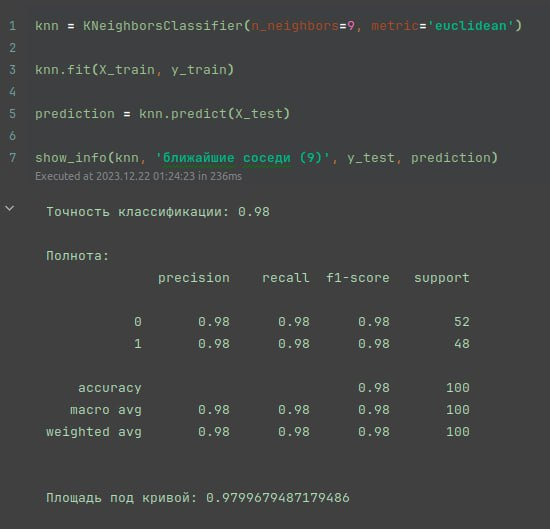 1 knn = KNeighborsClassifier(n_neighbors=9, metric='euclidean')
2
3 knn.fit(X_train, y_train)
4
5 prediction = knn.predict(X_test)
6
7 show_info(knn, 'ближайшие соседи (9)', y_test, prediction)
Executed at 2023.12.22 01:24:23 in 236ms
Точность классификации: 0.98
Полнота:
precision recall f1-score support
0 0.98 0.98 0.98 52
1 0.98 0.98 0.98 48
accuracy 0.98 100
macro avg 0.98 0.98 0.98 100
weighted avg 0.98 0.98 0.98 100
Площадь под кривой: 0.9799679487179486